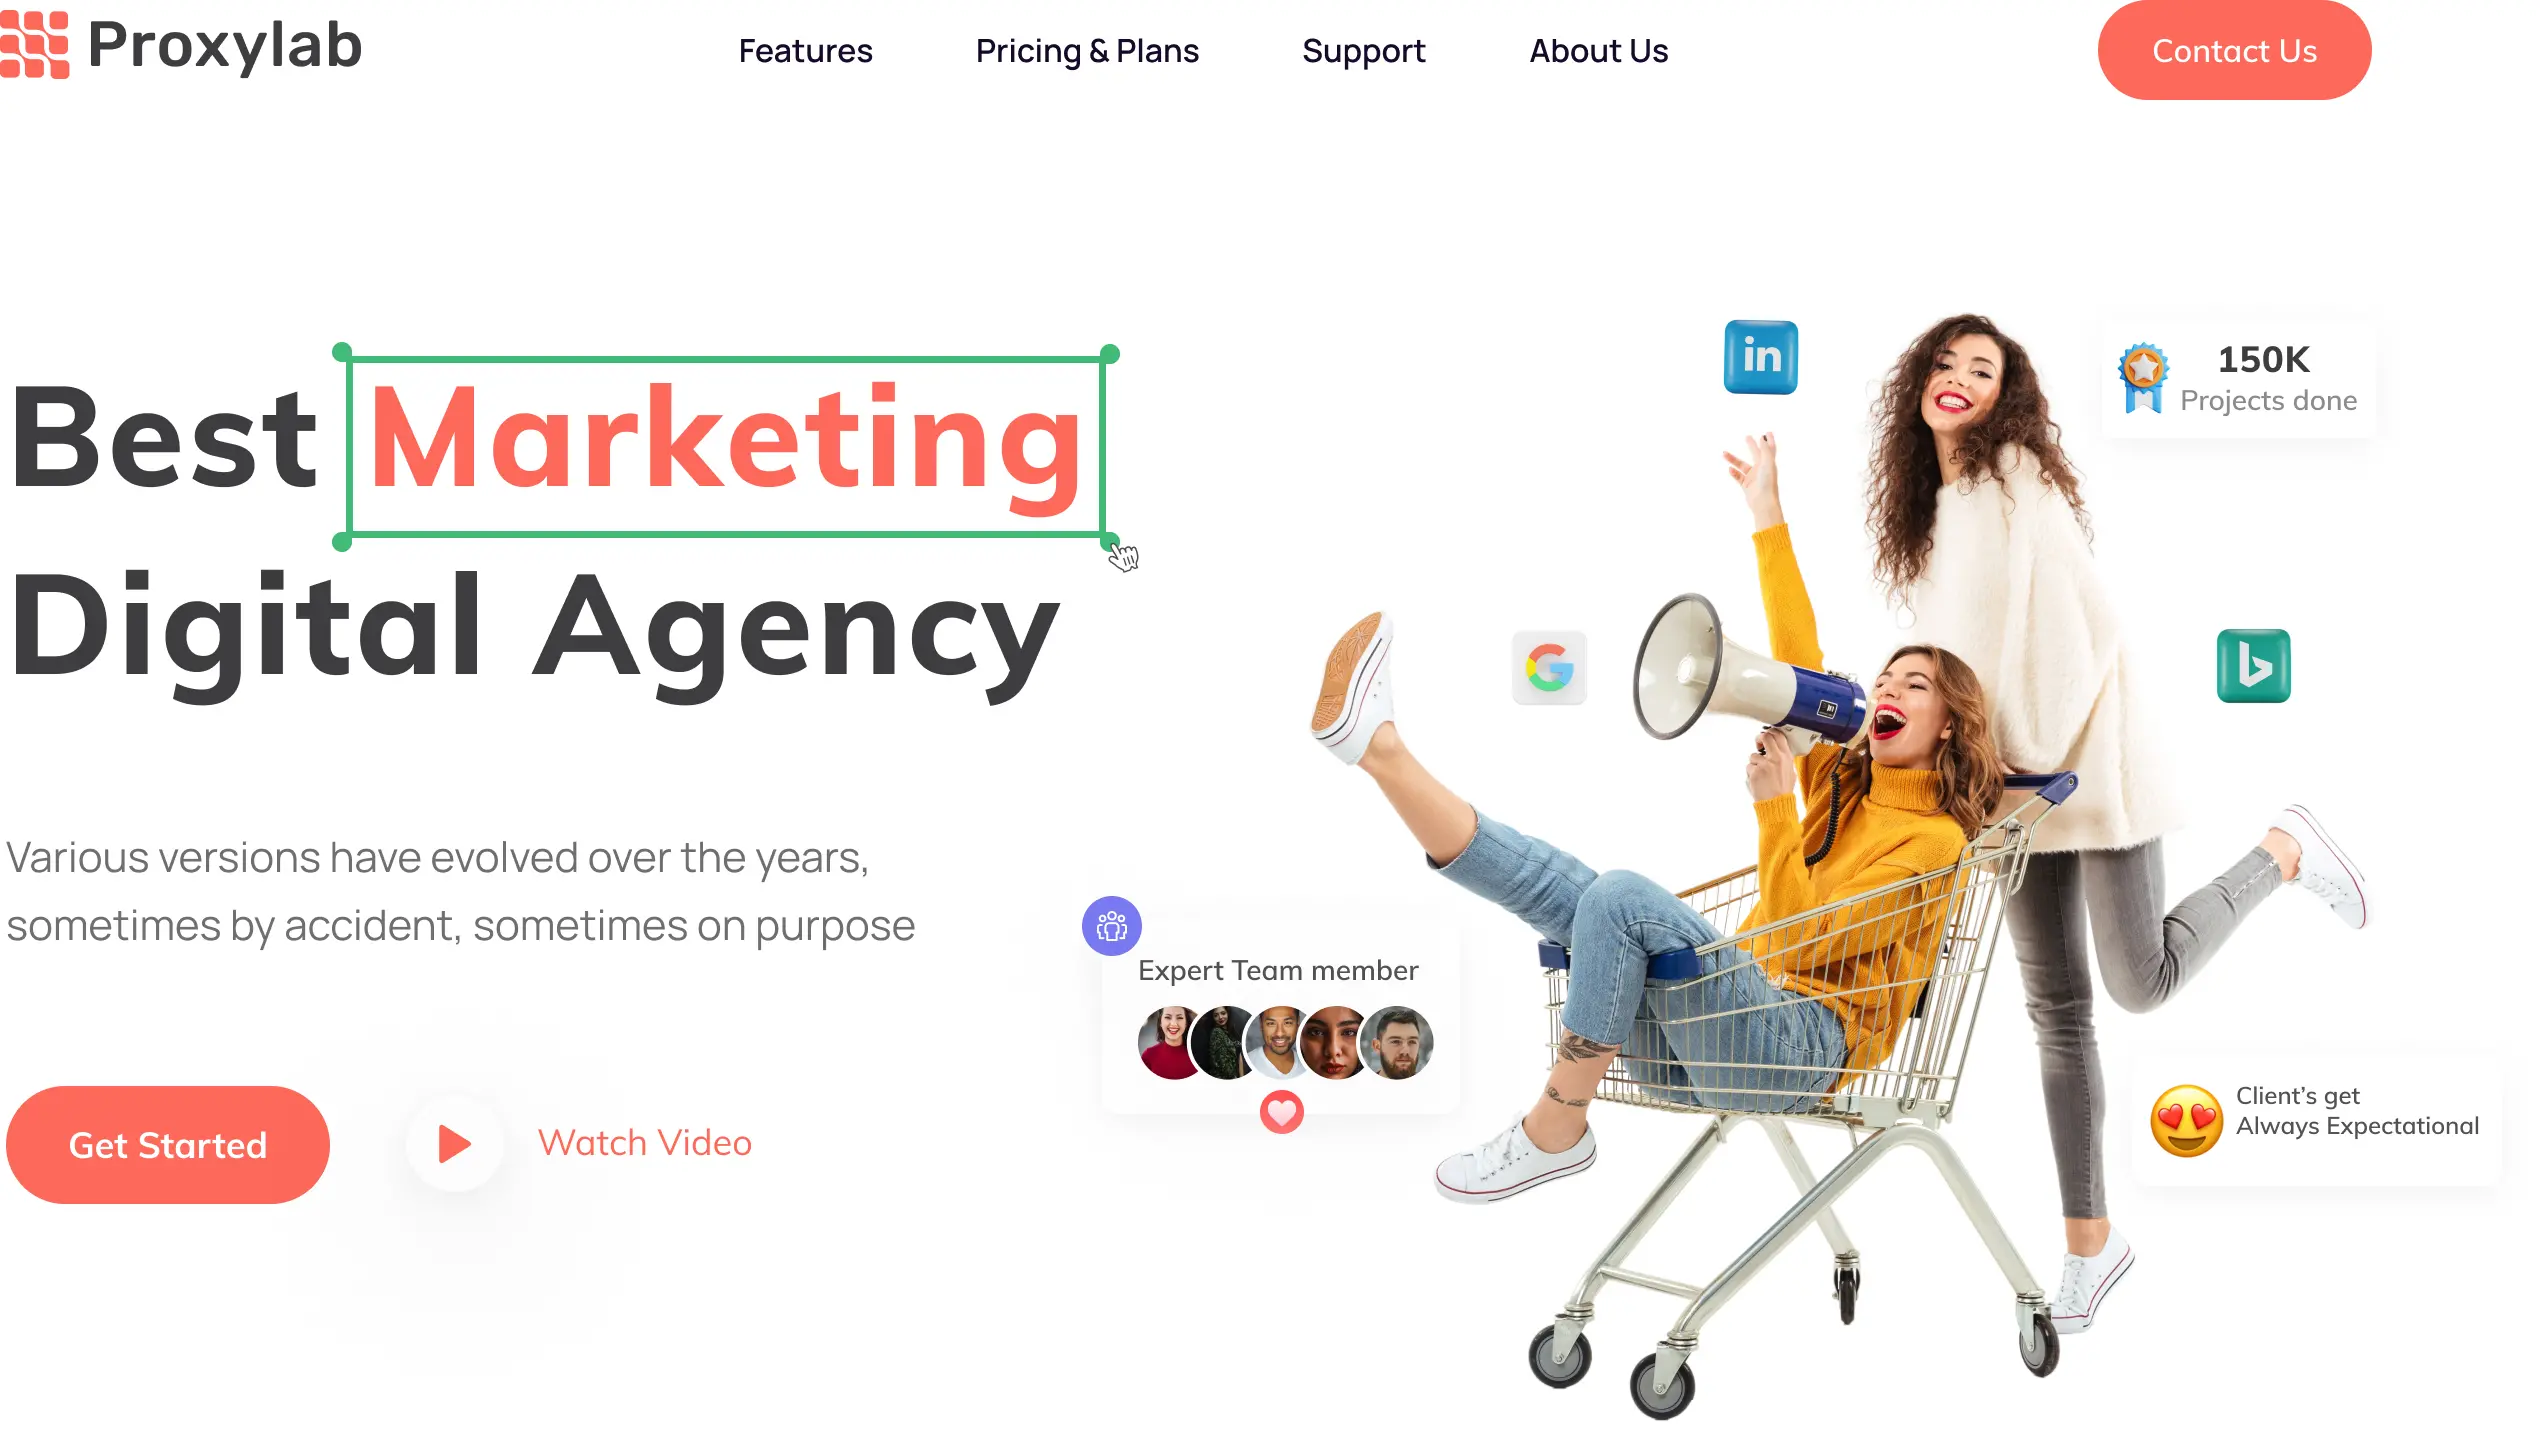 Proxylab
Features
Pricing & Plans
Support
About Us
Contact Us
Best Marketing
Digital Agency
Various versions have evolved over the years,
sometimes by accident, sometimes on purpose
Get Started
Watch Video
in
150K
Projects done
G
b
Expert Team member
Client’s get
Always Expectational